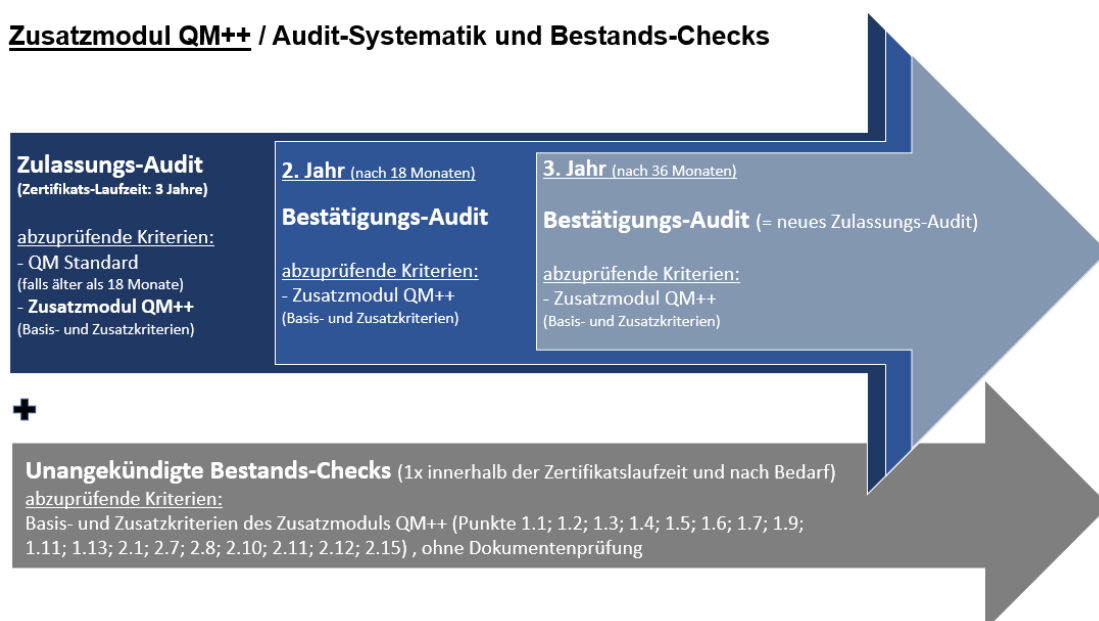 Zusatzmodul QM++ / Audit-Systematik und Bestands-Checks
Zulassungs-Audit
(Zertifikats-Laufzeit: 3 Jahre)
abzuprüfende Kriterien:
- QM Standard
(falls älter als 18 Monate)
- Zusatzmodul QM++
(Basis- und Zusatzkriterien)
2. Jahr (nach 18 Monaten)
Bestätigungs-Audit
abzuprüfende Kriterien:
- Zusatzmodul QM++
(Basis- und Zusatzkriterien)
3. Jahr (nach 36 Monaten)
Bestätigungs-Audit (= neues Zulassungs-Audit)
abzuprüfende Kriterien:
- Zusatzmodul QM++
(Basis- und Zusatzkriterien)
+
Unangekündigte Bestands-Checks (1x innerhalb der Zertifikatslaufzeit und nach Bedarf)
abzuprüfende Kriterien:
Basis- und Zusatzkriterien des Zusatzmoduls QM++ (Punkte 1.1; 1.2; 1.3; 1.4; 1.5; 1.6; 1.7; 1.9;
1.11; 1.13; 2.1; 2.7; 2.8; 2.10; 2.11; 2.12; 2.15) , ohne Dokumentenprüfung